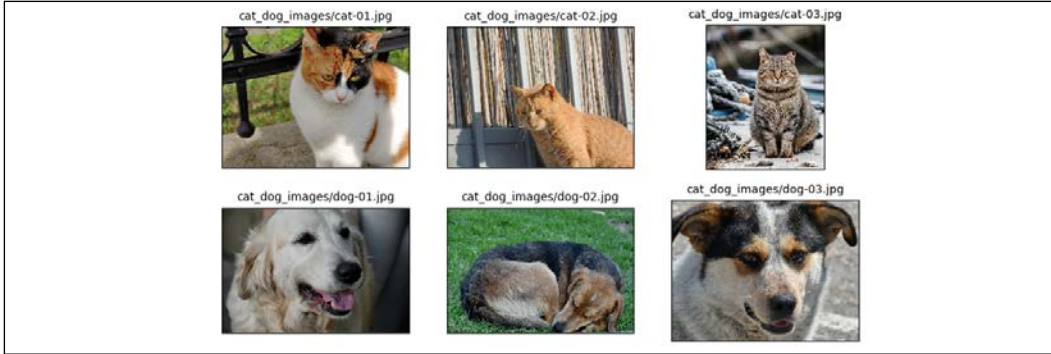 cat_dog_images/cat-01.jpg
cat_dog_images/cat-02.jpg
cat_dog_images/cat-03.jpg
cat_dog_images/dog-01.jpg
cat_dog_images/dog-02.jpg
cat_dog_images/dog-03.jpg